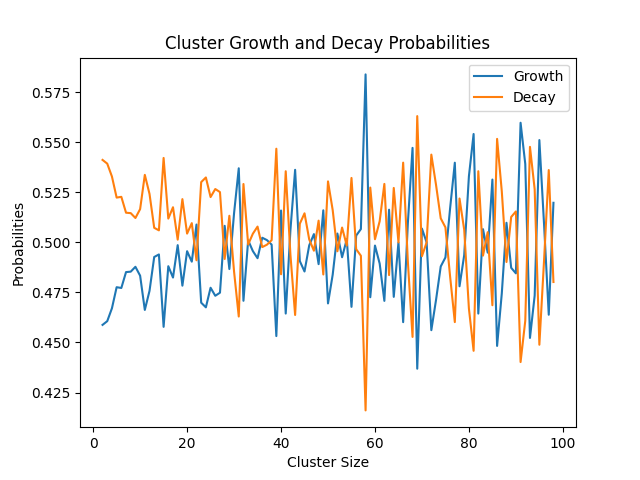 Cluster Growth and Decay Probabilities
Growth
Decay
0.575
0.550
0.525
0.500
0.475
0.450
0.425
Probabilities
0
20
40
60
80
100
Cluster Size